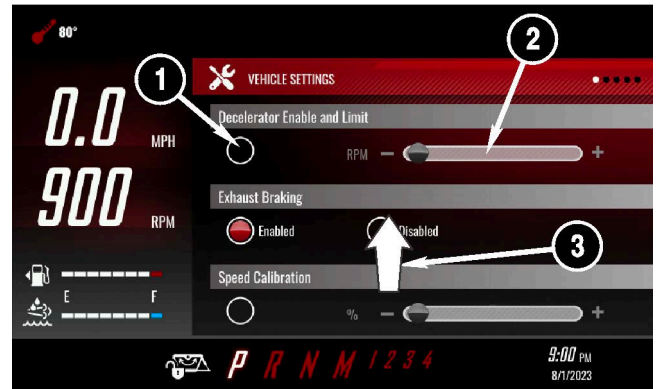 80°
1
2
VEHICLE SETTINGS
0.0 MPH
Decelerator Enable and Limit
RPM - +
900 RPM
Exhaust Braking
Enabled Disabled
3
Speed Calibration
E F
% - +
P R N M 1 2 3 4
9:00 PM
8/1/2023